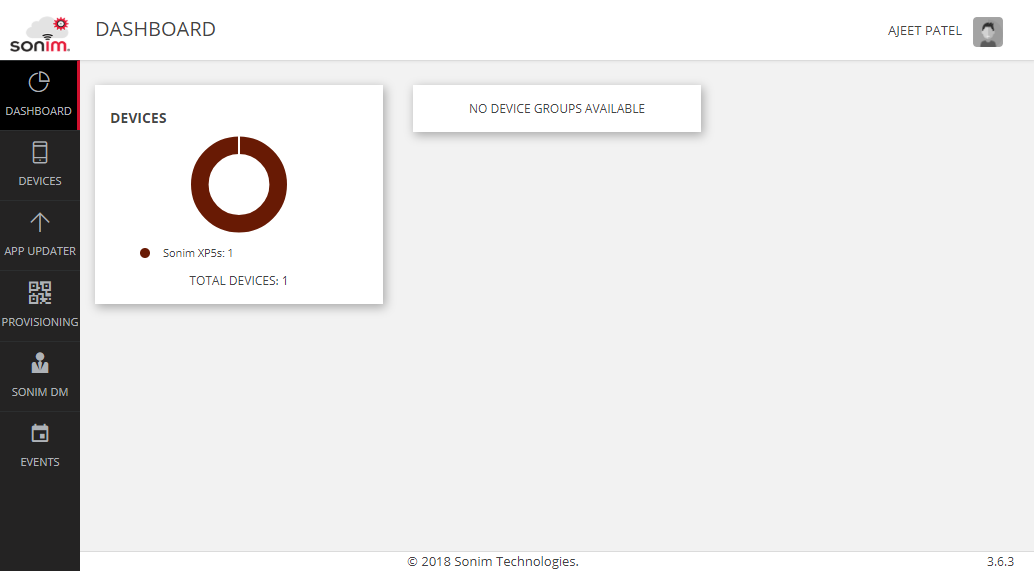 sonim
DASHBOARD
AJEET PATEL
DASHBOARD
DEVICES
APP UPDATER
PROVISIONING
SONIM DM
EVENTS
DEVICES
Sonim XP5s: 1
TOTAL DEVICES: 1
NO DEVICE GROUPS AVAILABLE
© 2018 Sonim Technologies.
3.6.3